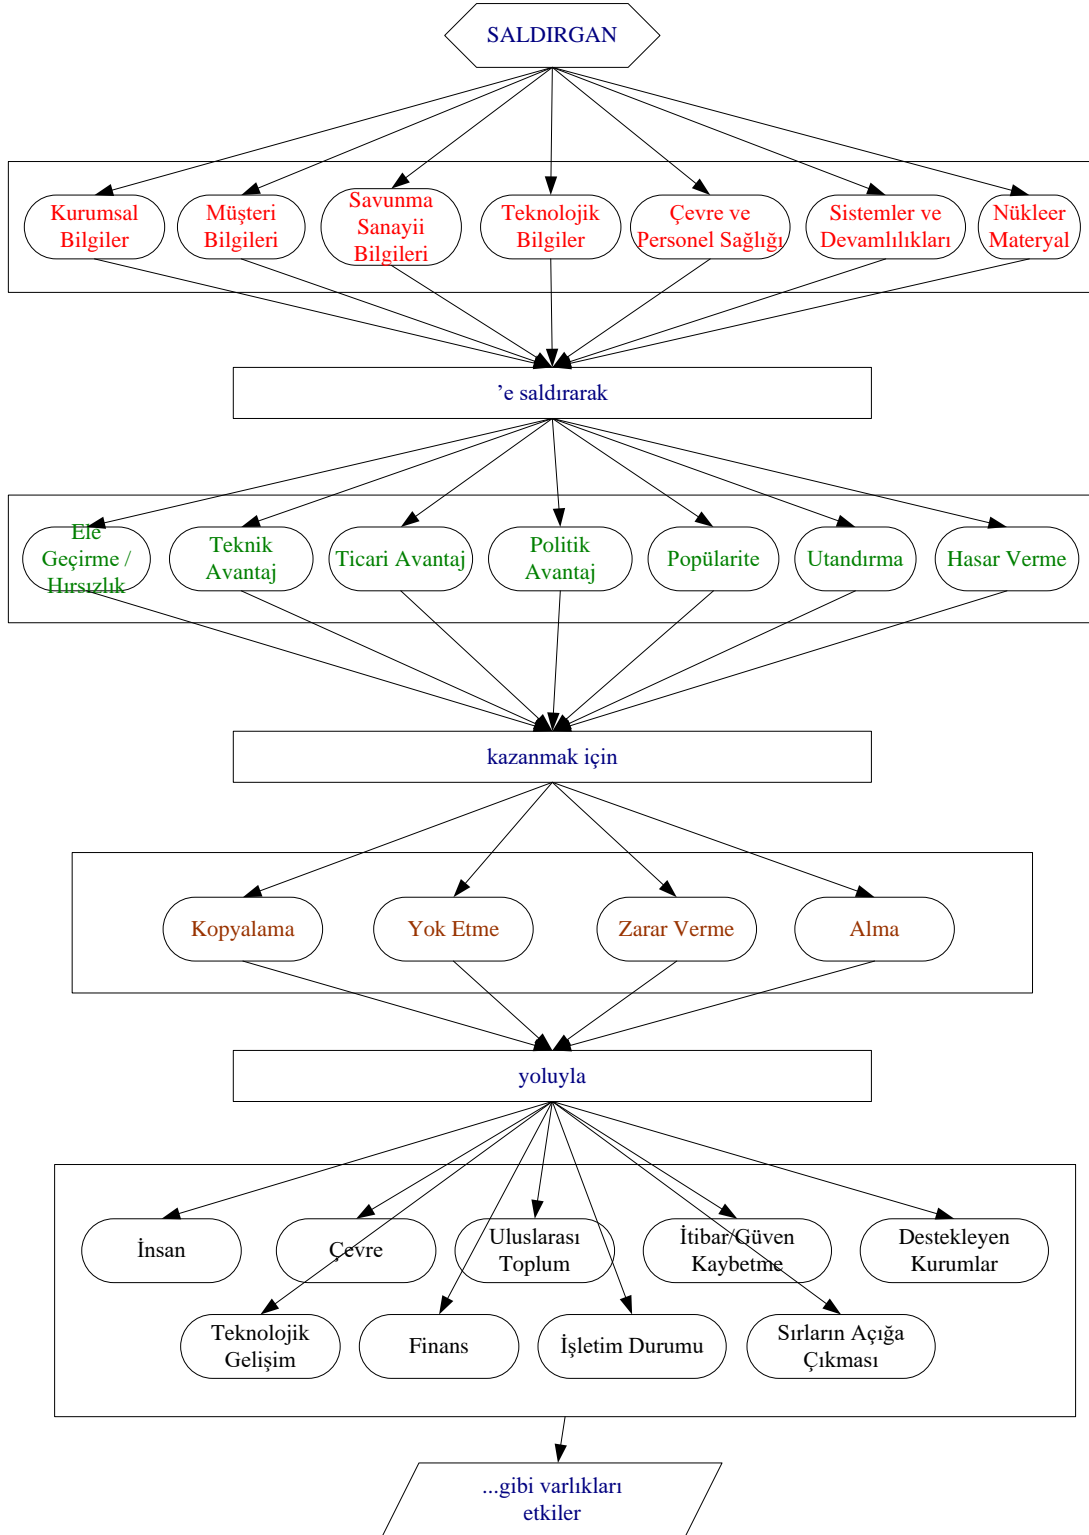 SALDIRGAN
Kurumsal
Bilgiler
Müşteri
Bilgileri
Savunma
Sanayii
Bilgileri
Teknolojik
Bilgiler
Çevre ve
Personel Sağlığı
Sistemler ve
Devamlılıkları
Nükleer
Materyal
’e saldırarak
Ele
Geçirme /
Hırsızlık
Teknik
Avantaj
Ticari Avantaj
Politik
Avantaj
Popülarite
Utandırma
Hasar Verme
kazanmak için
Kopyalama
Yok Etme
Zarar Verme
Alma
yoluyla
İnsan
Çevre
Uluslarası
Toplum
İtibar/Güven
Kaybetme
Destekleyen
Kurumlar
Teknolojik
Gelişim
Finans
İşletim Durumu
Sırların Açığa
Çıkması
...gibi varlıkları
etkiler